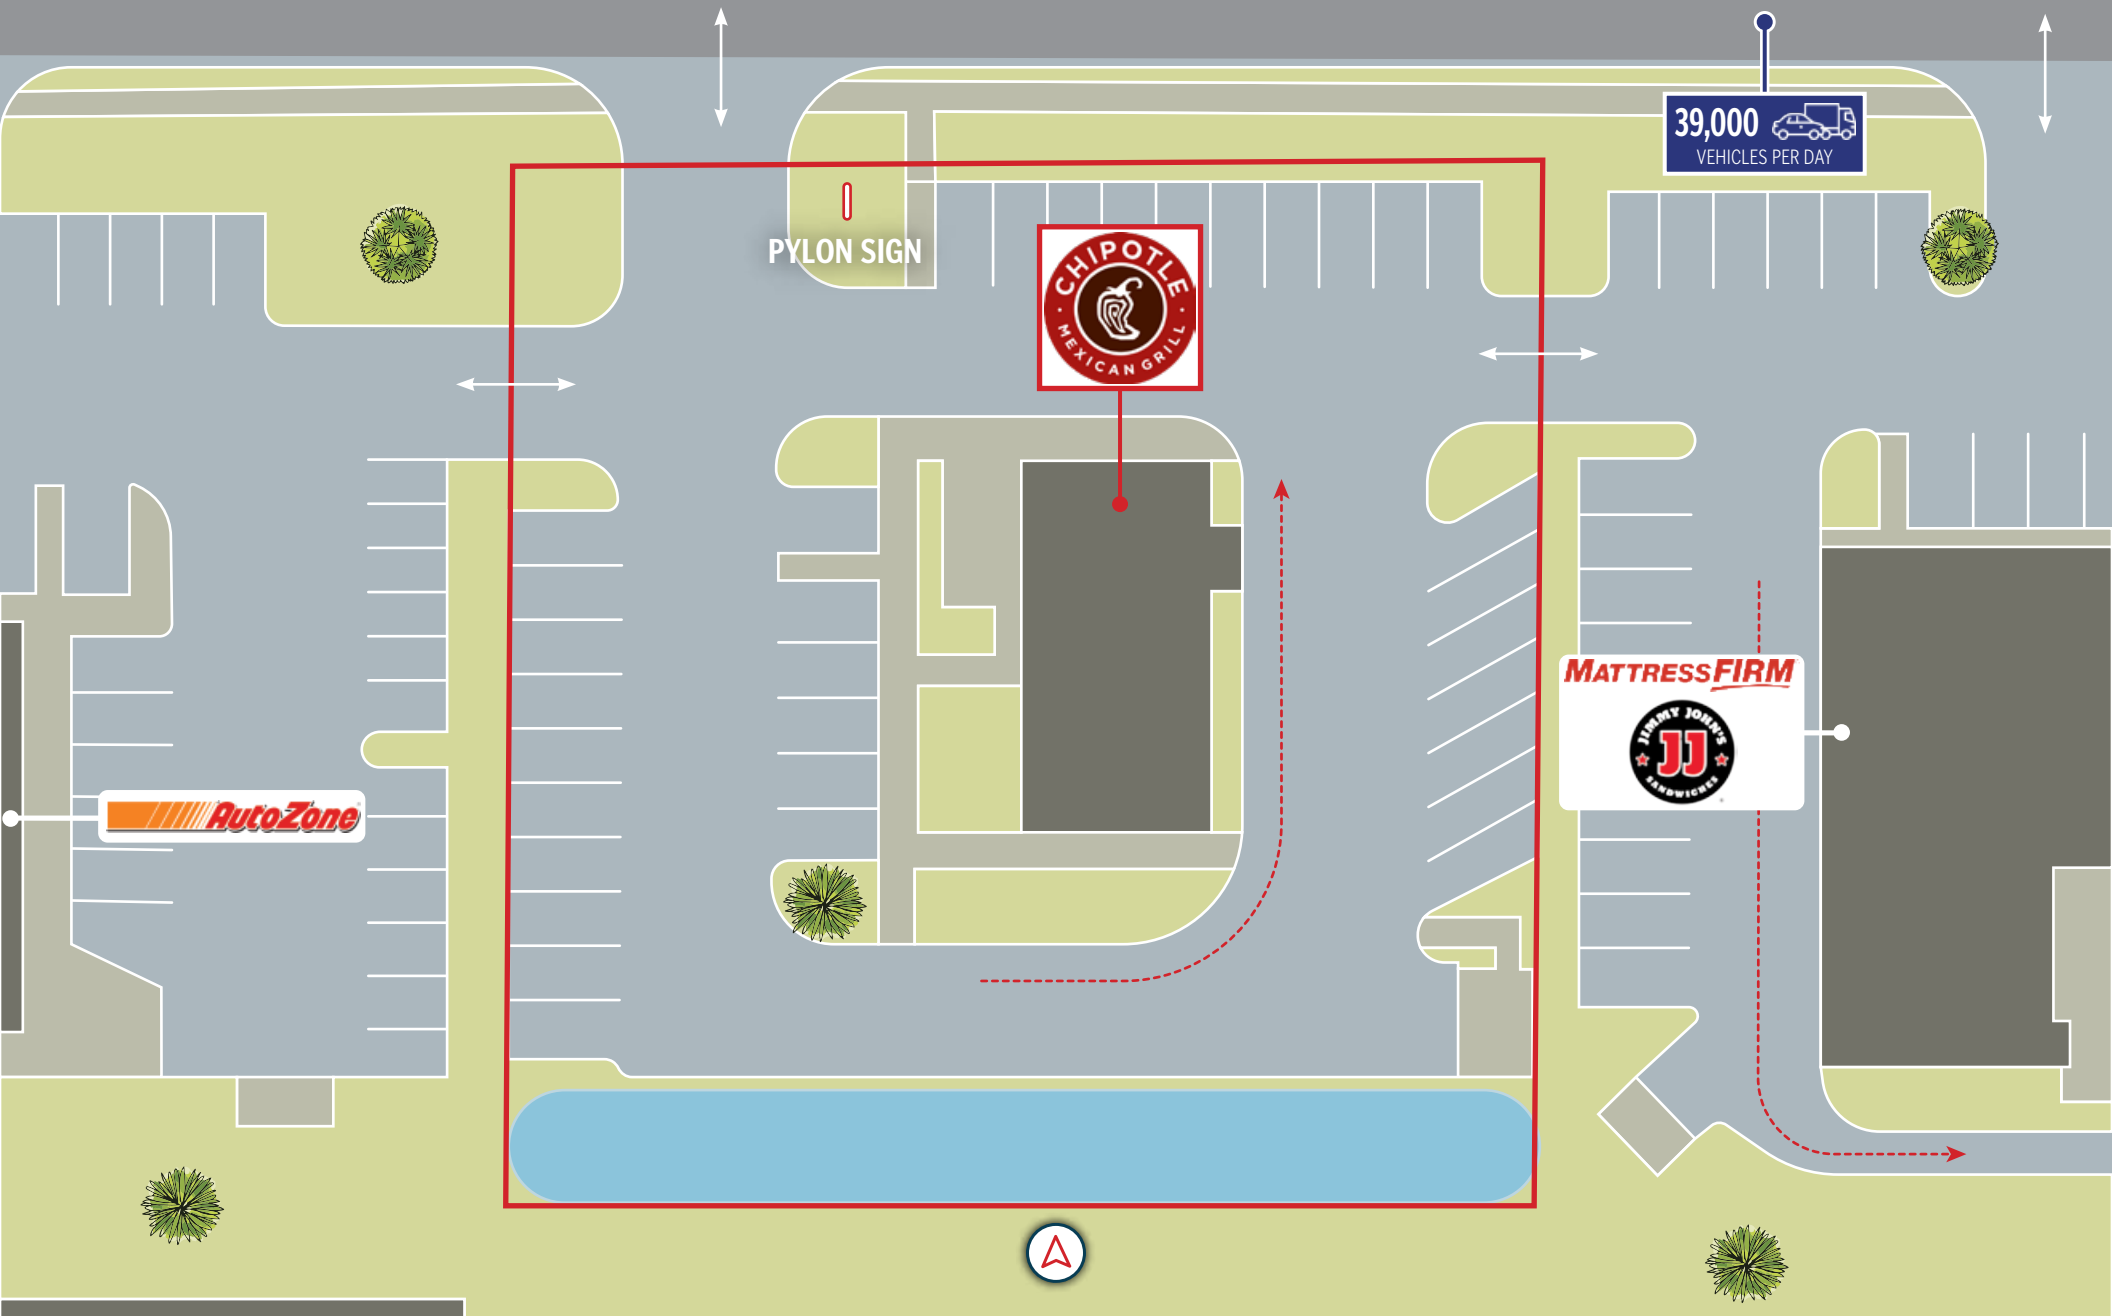 39,000
VEHICLES PER DAY
PYLON SIGN
CHIPOTLE
MEXICAN GRILL
MATTRESSFIRM
JIMMY JOHN'S
JJ
SANDWICHES
AutoZone